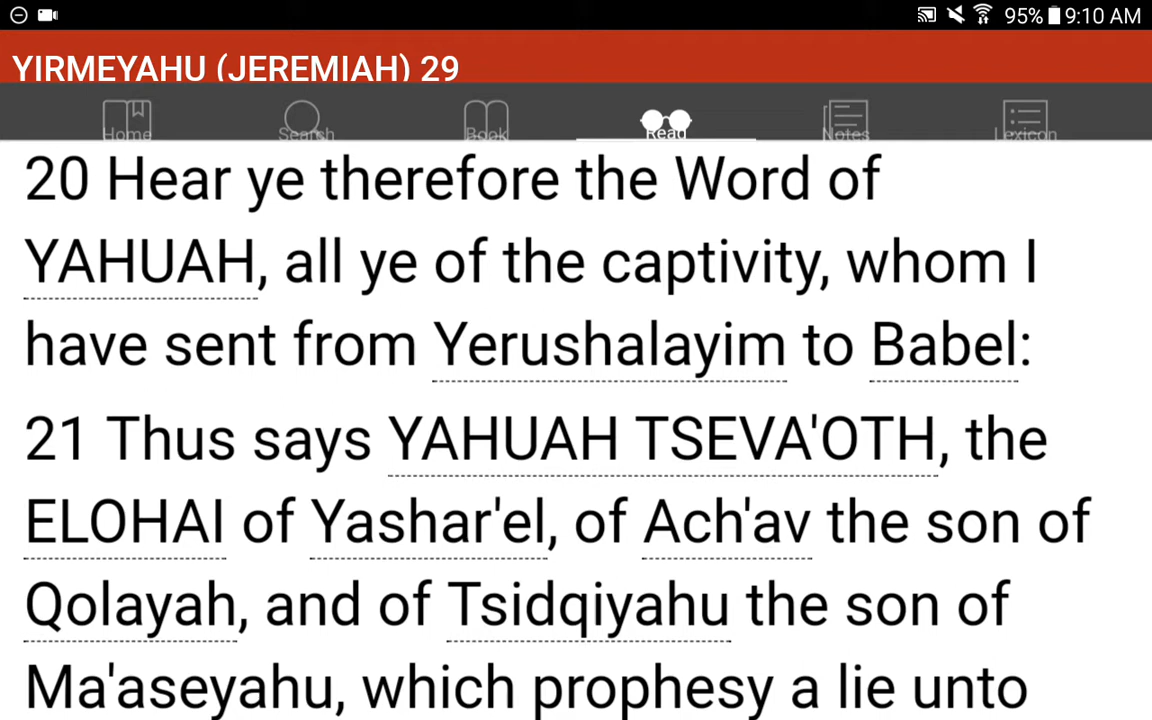 95% 9:10 AM
YIRMEYAHU (JEREMIAH) 29
Home Search Book Read Notes Lexicon
20 Hear ye therefore the Word of
YAHUAH, all ye of the captivity, whom I
have sent from Yerushalayim to Babel:
21 Thus says YAHUAH TSEVA'OTH, the
ELOHAI of Yashar'el, of Ach'av the son of
Qolayah, and of Tsidqiyahu the son of
Ma'aseyahu, which prophesy a lie unto